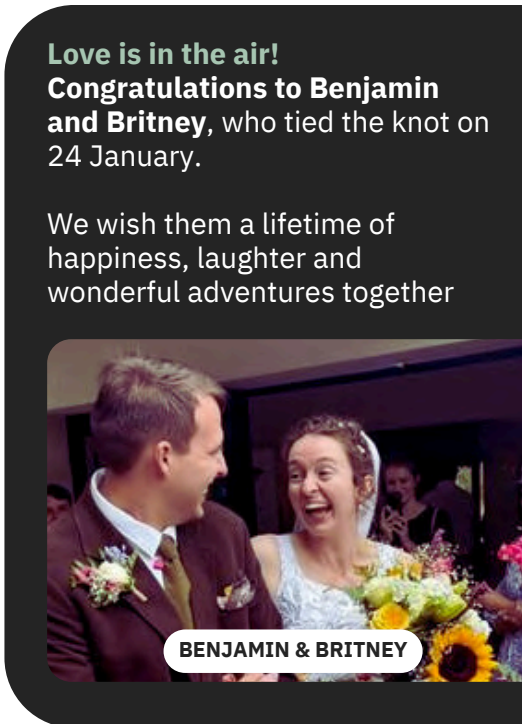 Love is in the air!
Congratulations to Benjamin
and Britney, who tied the knot on
24 January.
We wish them a lifetime of
happiness, laughter and
wonderful adventures together
BENJAMIN & BRITNEY